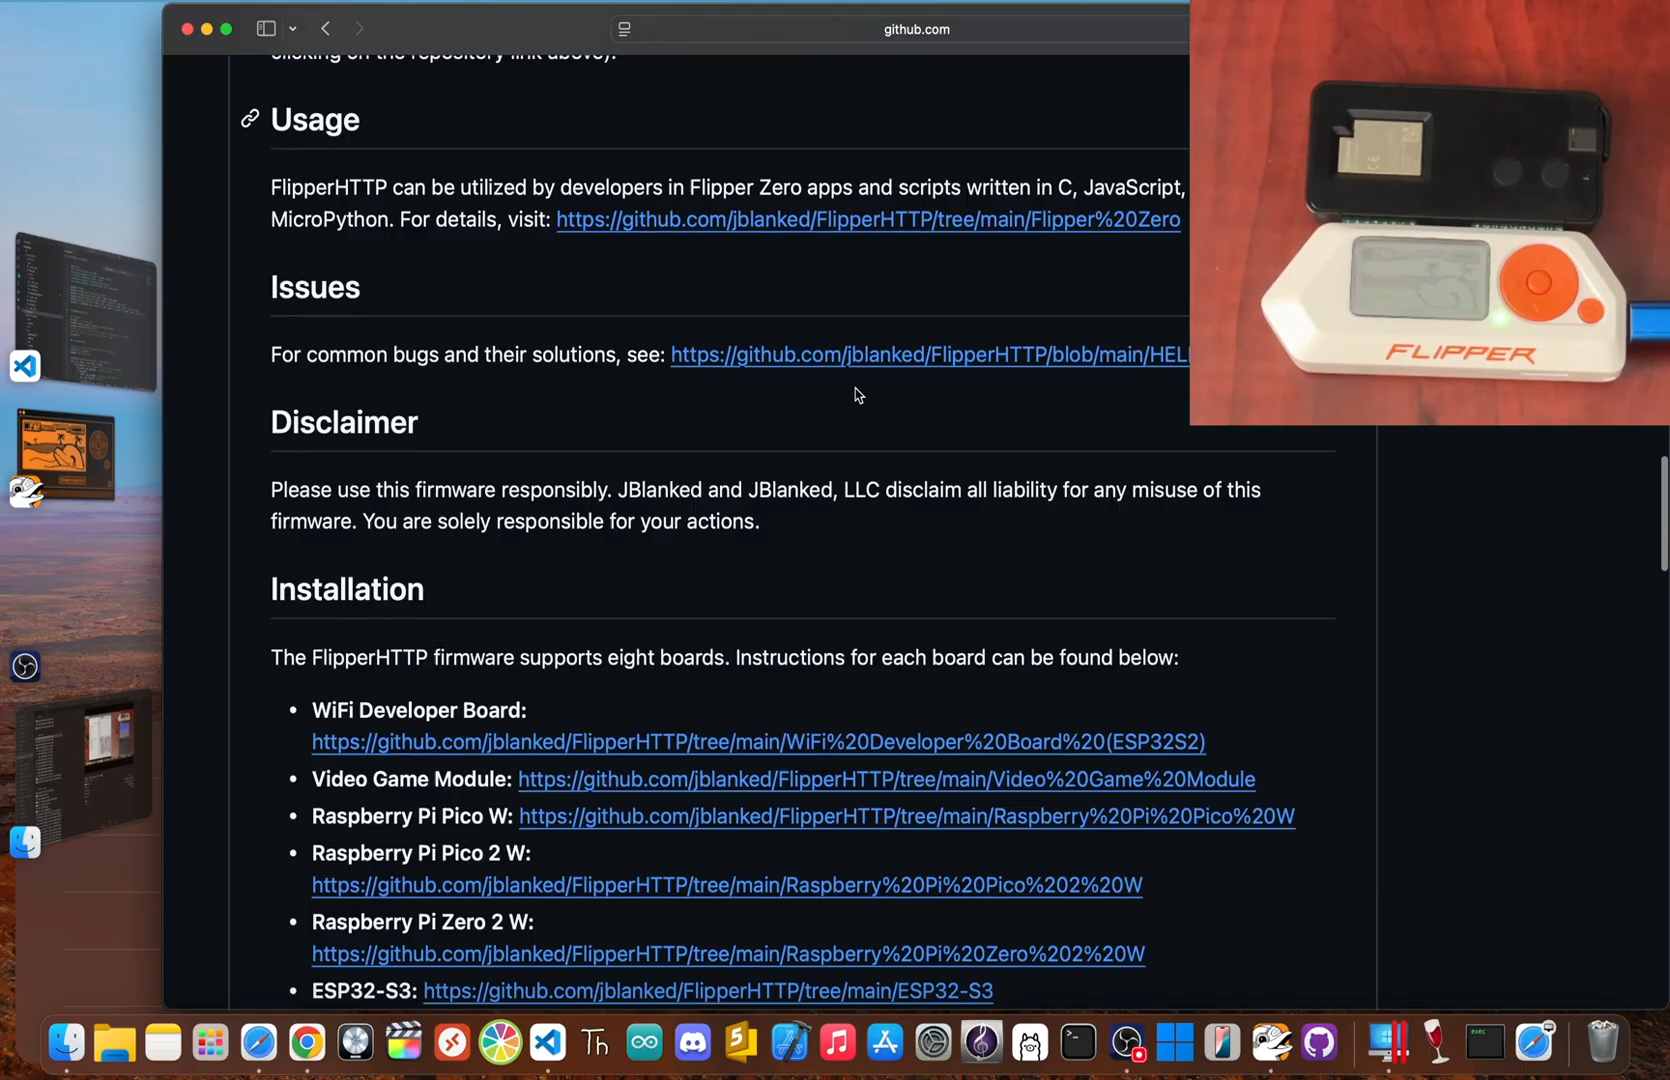 github.com
clicking on the repository link above).
Usage
FlipperHTTP can be utilized by developers in Flipper Zero apps and scripts written in C, JavaScript,
MicroPython. For details, visit: https://github.com/jblanked/FlipperHTTP/tree/main/Flipper%20Zero
Issues
For common bugs and their solutions, see: https://github.com/jblanked/FlipperHTTP/blob/main/HEL
Disclaimer
Please use this firmware responsibly. JBlanked and JBlanked, LLC disclaim all liability for any misuse of this
firmware. You are solely responsible for your actions.
Installation
The FlipperHTTP firmware supports eight boards. Instructions for each board can be found below:
• WiFi Developer Board:
https://github.com/jblanked/FlipperHTTP/tree/main/WiFi%20Developer%20Board%20(ESP32S2)
• Video Game Module: https://github.com/jblanked/FlipperHTTP/tree/main/Video%20Game%20Module
• Raspberry Pi Pico W: https://github.com/jblanked/FlipperHTTP/tree/main/Raspberry%20Pi%20Pico%20W
• Raspberry Pi Pico 2 W:
https://github.com/jblanked/FlipperHTTP/tree/main/Raspberry%20Pi%20Pico%202%20W
• Raspberry Pi Zero 2 W:
https://github.com/jblanked/FlipperHTTP/tree/main/Raspberry%20Pi%20Zero%202%20W
• ESP32-S3: https://github.com/jblanked/FlipperHTTP/tree/main/ESP32-S3
FLIPPER
Th
exec